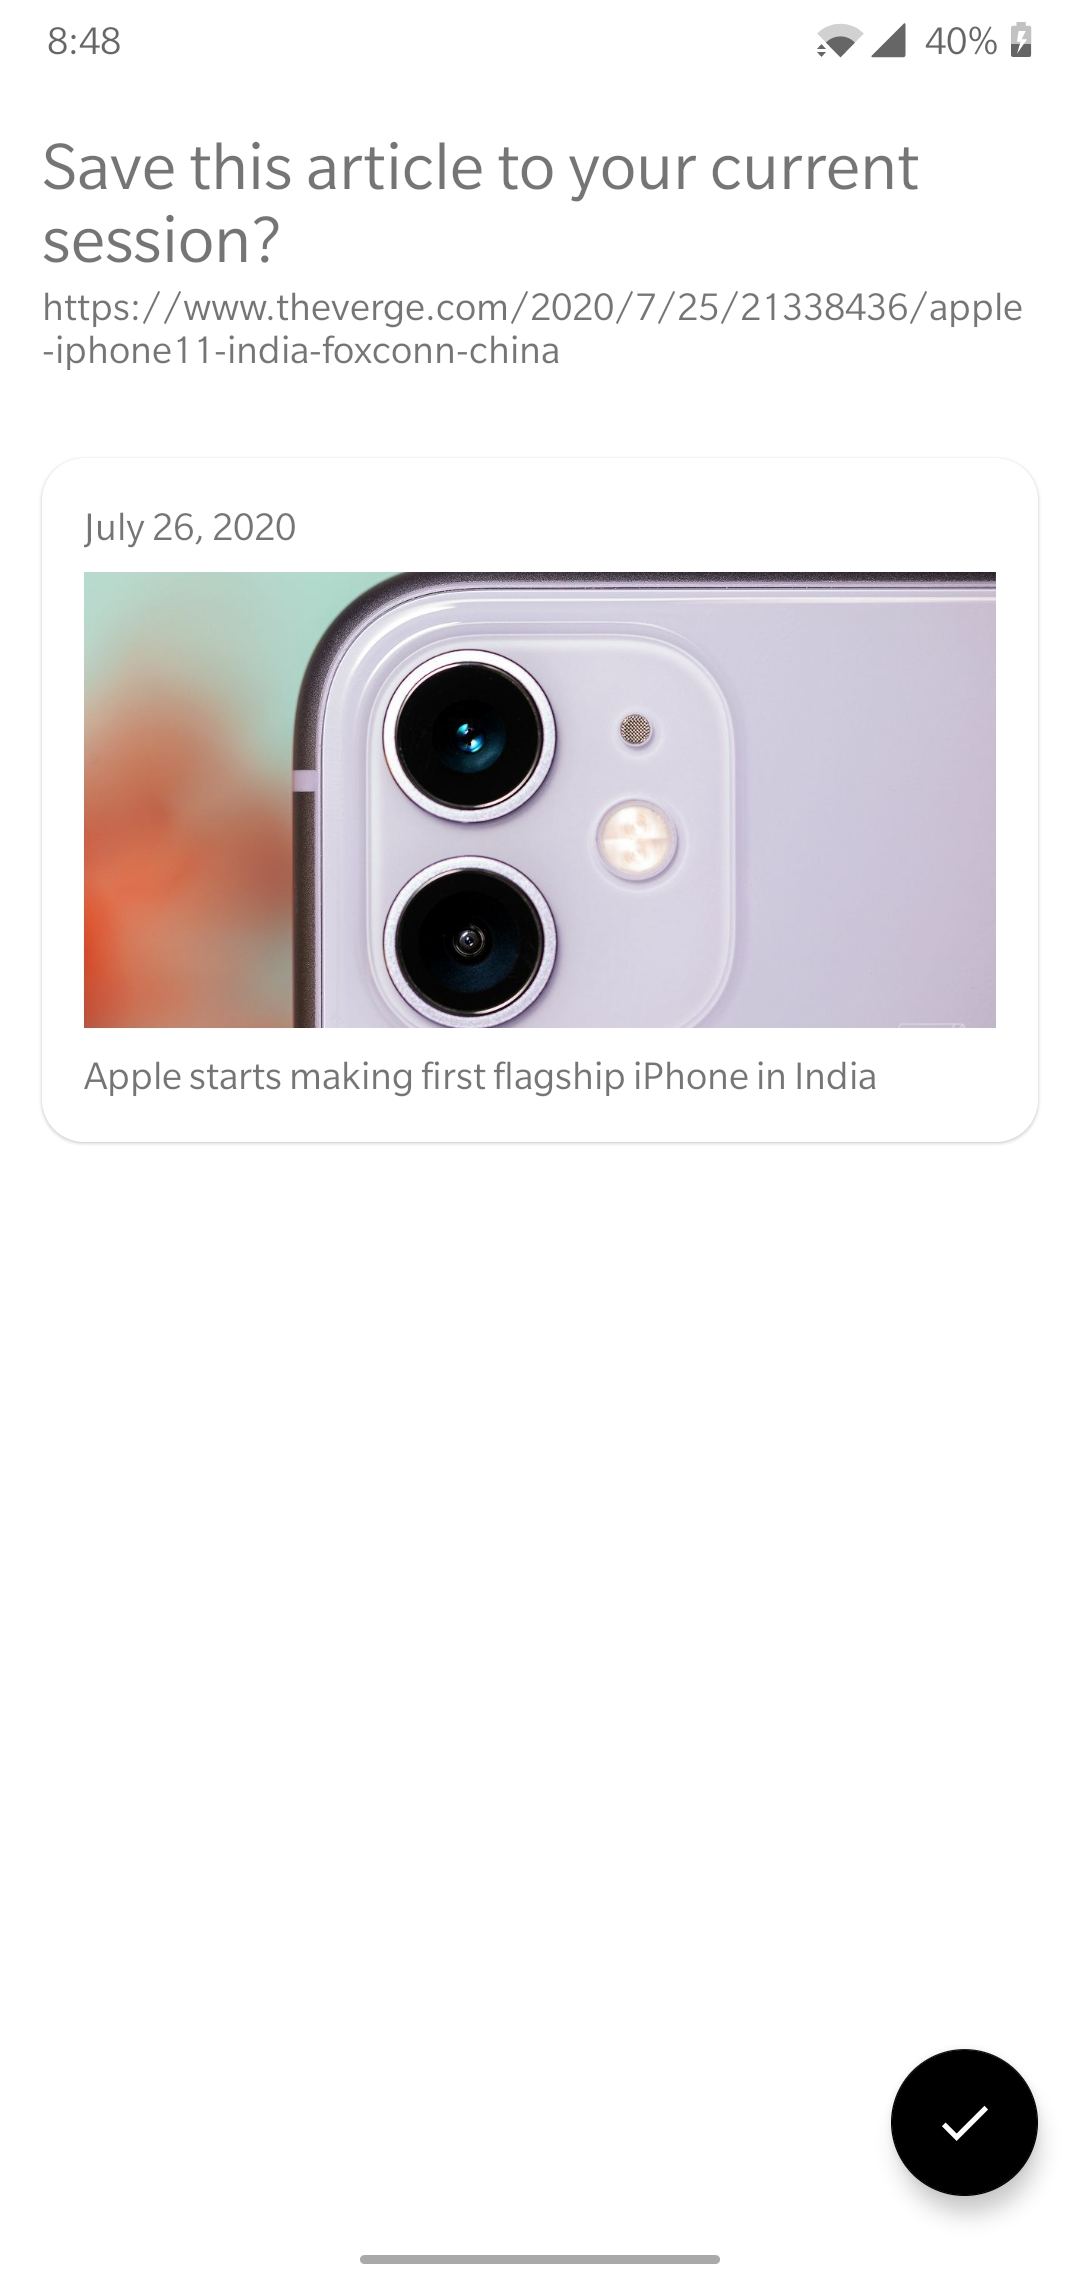 8:48
40%
Save this article to your current
session?
https://www.theverge.com/2020/7/25/21338436/apple
-iphone11-india-foxconn-china
July 26, 2020
Apple starts making first flagship iPhone in India